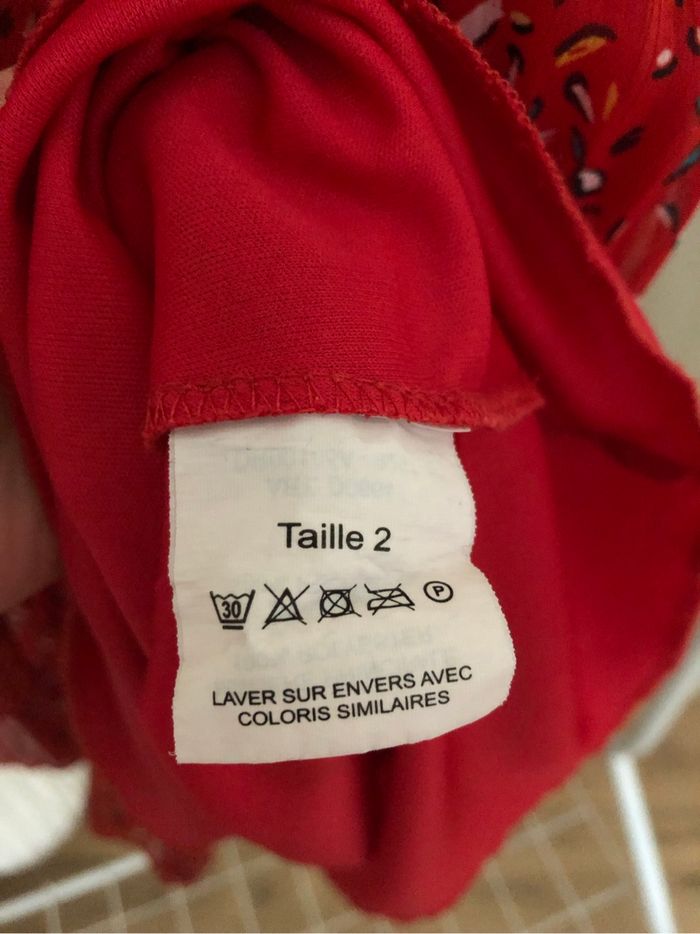 Taille 2
30 P
LAVER SUR ENVERS AVEC
COLORIS SIMILAIRES